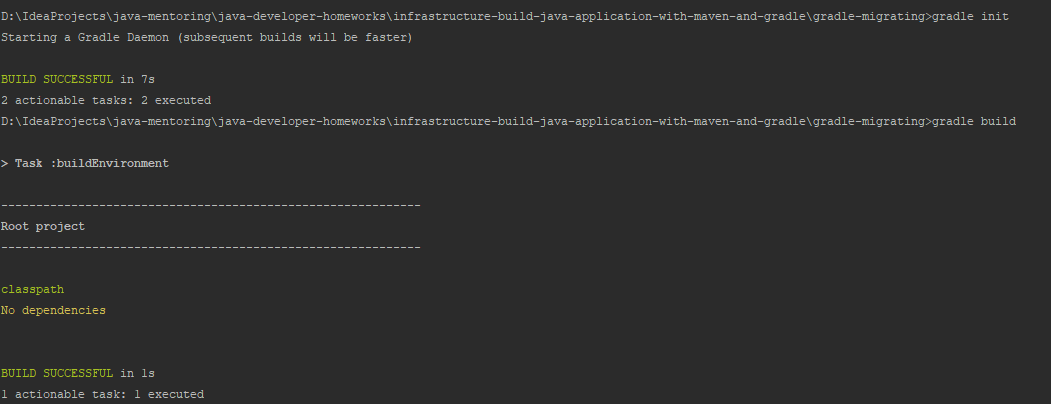 D:\IdeaProjects\java-mentoring\java-developer-homeworks\infrastructure-build-java-application-with-maven-and-gradle\gradle-migrating>gradle init
Starting a Gradle Daemon (subsequent builds will be faster)
BUILD SUCCESSFUL in 7s
2 actionable tasks: 2 executed
D:\IdeaProjects\java-mentoring\java-developer-homeworks\infrastructure-build-java-application-with-maven-and-gradle\gradle-migrating>gradle build
> Task :buildEnvironment
------------------------------------------------------------
Root project
------------------------------------------------------------
classpath
No dependencies
BUILD SUCCESSFUL in 1s
1 actionable task: 1 executed